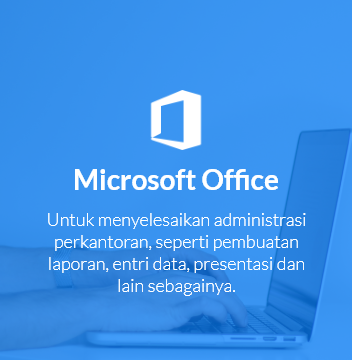 Microsoft Office
Untuk menyelesaikan administrasi
perkantoran, seperti pembuatan
laporan, entri data, presentasi dan
lain sebagainya.